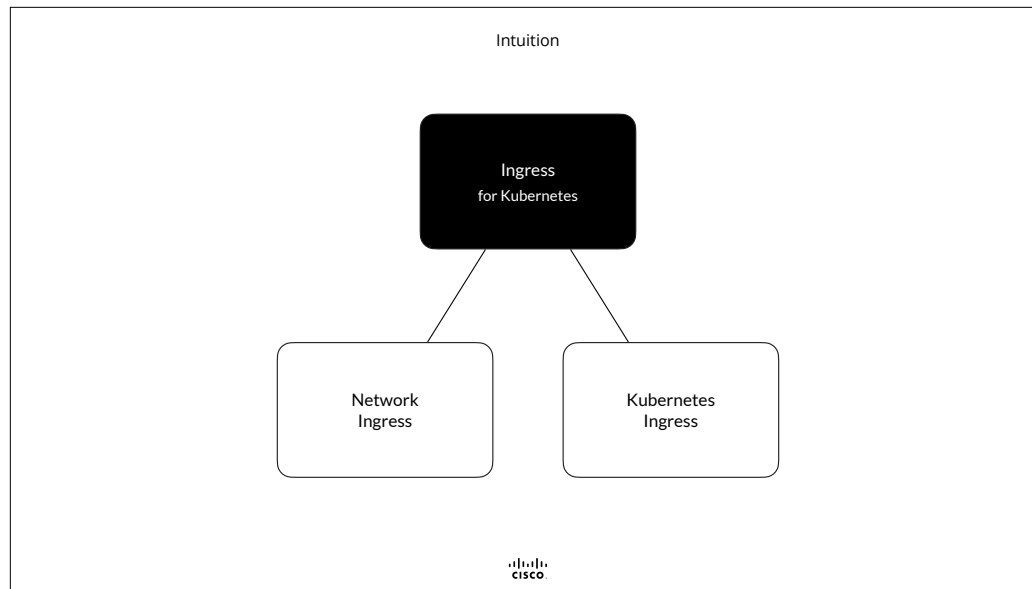 Intuition
Ingress
for Kubernetes
Network
Ingress
Kubernetes
Ingress
CISCO